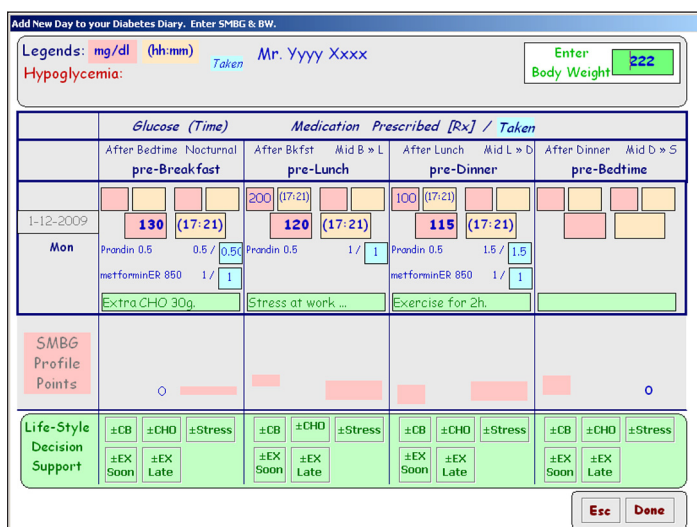 Add New Day to your Diabetes Diary. Enter SMBG & BW.
Legends: mg/dl (hh:mm) Taken Mr. Yyyy Xxxx
Hypoglycemia:
Enter
Body Weight 222
Glucose (Time) Medication Prescribed [Rx] / Taken
After Bedtime Nocturnal After Bkfst Mid B » L After Lunch Mid L » D After Dinner Mid D » S
pre-Breakfast pre-Lunch pre-Dinner pre-Bedtime
200 (17:21) 100 (17:21)
1-12-2009 130 (17:21) 120 (17:21) 115 (17:21)
Mon Prandin 0.5 0.5 / 0.50 Prandin 0.5 1 / 1 Prandin 0.5 1.5 / 1.5
metforminER 850 1 / 1 metforminER 850 1 / 1
Extra CHO 30g. Stress at work ... Exercise for 2h.
SMBG
Profile
Points
Life-Style
Decision
Support
±CB ±CHO ±Stress ±CB ±CHO ±Stress ±CB ±CHO ±Stress ±CB ±CHO ±Stress
±EX Soon ±EX Late ±EX Soon ±EX Late ±EX Soon ±EX Late ±EX Soon ±EX Late
Esc Done